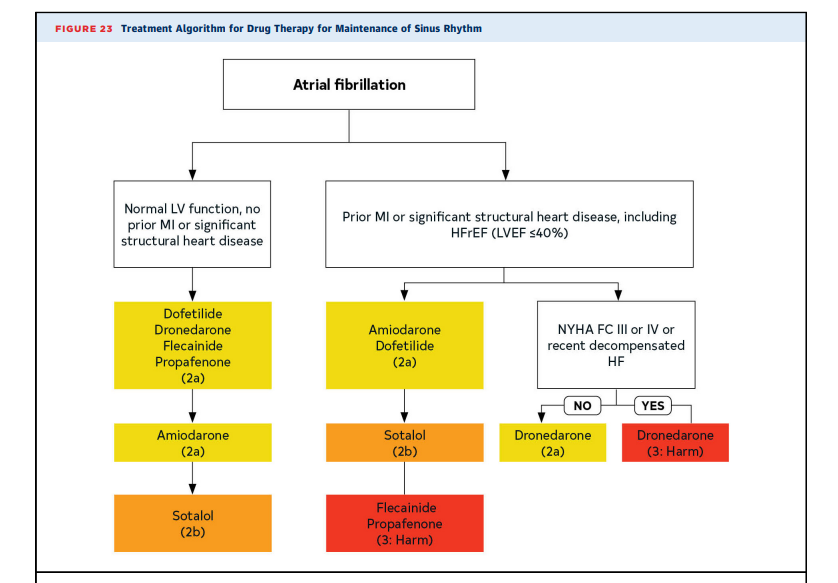 FIGURE 23 Treatment Algorithm for Drug Therapy for Maintenance of Sinus Rhythm
Atrial fibrillation
Normal LV function, no
prior MI or significant
structural heart disease
Prior MI or significant structural heart disease, including
HFrEF (LVEF ≤40%)
Dofetilide
Dronedarone
Flecainide
Propafenone
(2a)
Amiodarone
Dofetilide
(2a)
NYHA FC III or IV or
recent decompensated
HF
NO
YES
Amiodarone
(2a)
Sotalol
(2b)
Dronedarone
(2a)
Dronedarone
(3: Harm)
Sotalol
(2b)
Flecainide
Propafenone
(3: Harm)